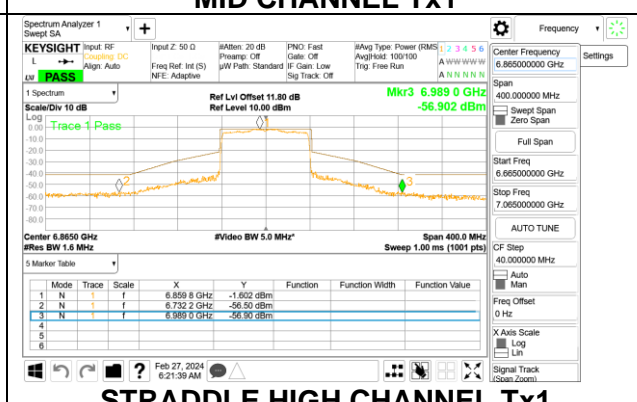 MID CHANNEL Tx1
Spectrum Analyzer 1
Swept SA
Frequency
KEYSIGHT Input: RF
Coupling: DC
Align: Auto
LXI PASS
Input Z: 50 Ω
Freq Ref: Int (S)
NFE: Adaptive
#Atten: 20 dB
Preamp: Off
µW Path: Standard
PNO: Fast
Gate: Off
IF Gain: Low
Sig Track: Off
#Avg Type: Power (RMS
Avg|Hold: 100/100
Trig: Free Run
1 2 3 4 5 6
A W W W W W
A N N N N N
Center Frequency
6.865000000 GHz
Settings
Span
400.000000 MHz
Swept Span
Zero Span
Full Span
Start Freq
6.665000000 GHz
Stop Freq
7.065000000 GHz
AUTO TUNE
CF Step
40.000000 MHz
Auto
Man
Freq Offset
0 Hz
X Axis Scale
Log
Lin
Signal Track
(Span Zoom)
1 Spectrum
Scale/Div 10 dB
Ref Lvl Offset 11.80 dB
Ref Level 10.00 dBm
Mkr3 6.989 0 GHz
-56.902 dBm
Log
Trace 1 Pass
0.00
-10.0
-20.0
-30.0
-40.0
-50.0
-60.0
-70.0
-80.0
1
2
3
Center 6.8650 GHz
#Res BW 1.6 MHz
#Video BW 5.0 MHz*
Span 400.0 MHz
Sweep 1.00 ms (1001 pts)
5 Marker Table
Mode Trace Scale X Y Function Function Width Function Value
1 N 1 f 6.859 8 GHz -1.602 dBm
2 N 1 f 6.732 2 GHz -56.50 dBm
3 N 1 f 6.989 0 GHz -56.90 dBm
4
5
6
?
Feb 27, 2024
6:21:39 AM
STRADDLE HIGH CHANNEL Tx1